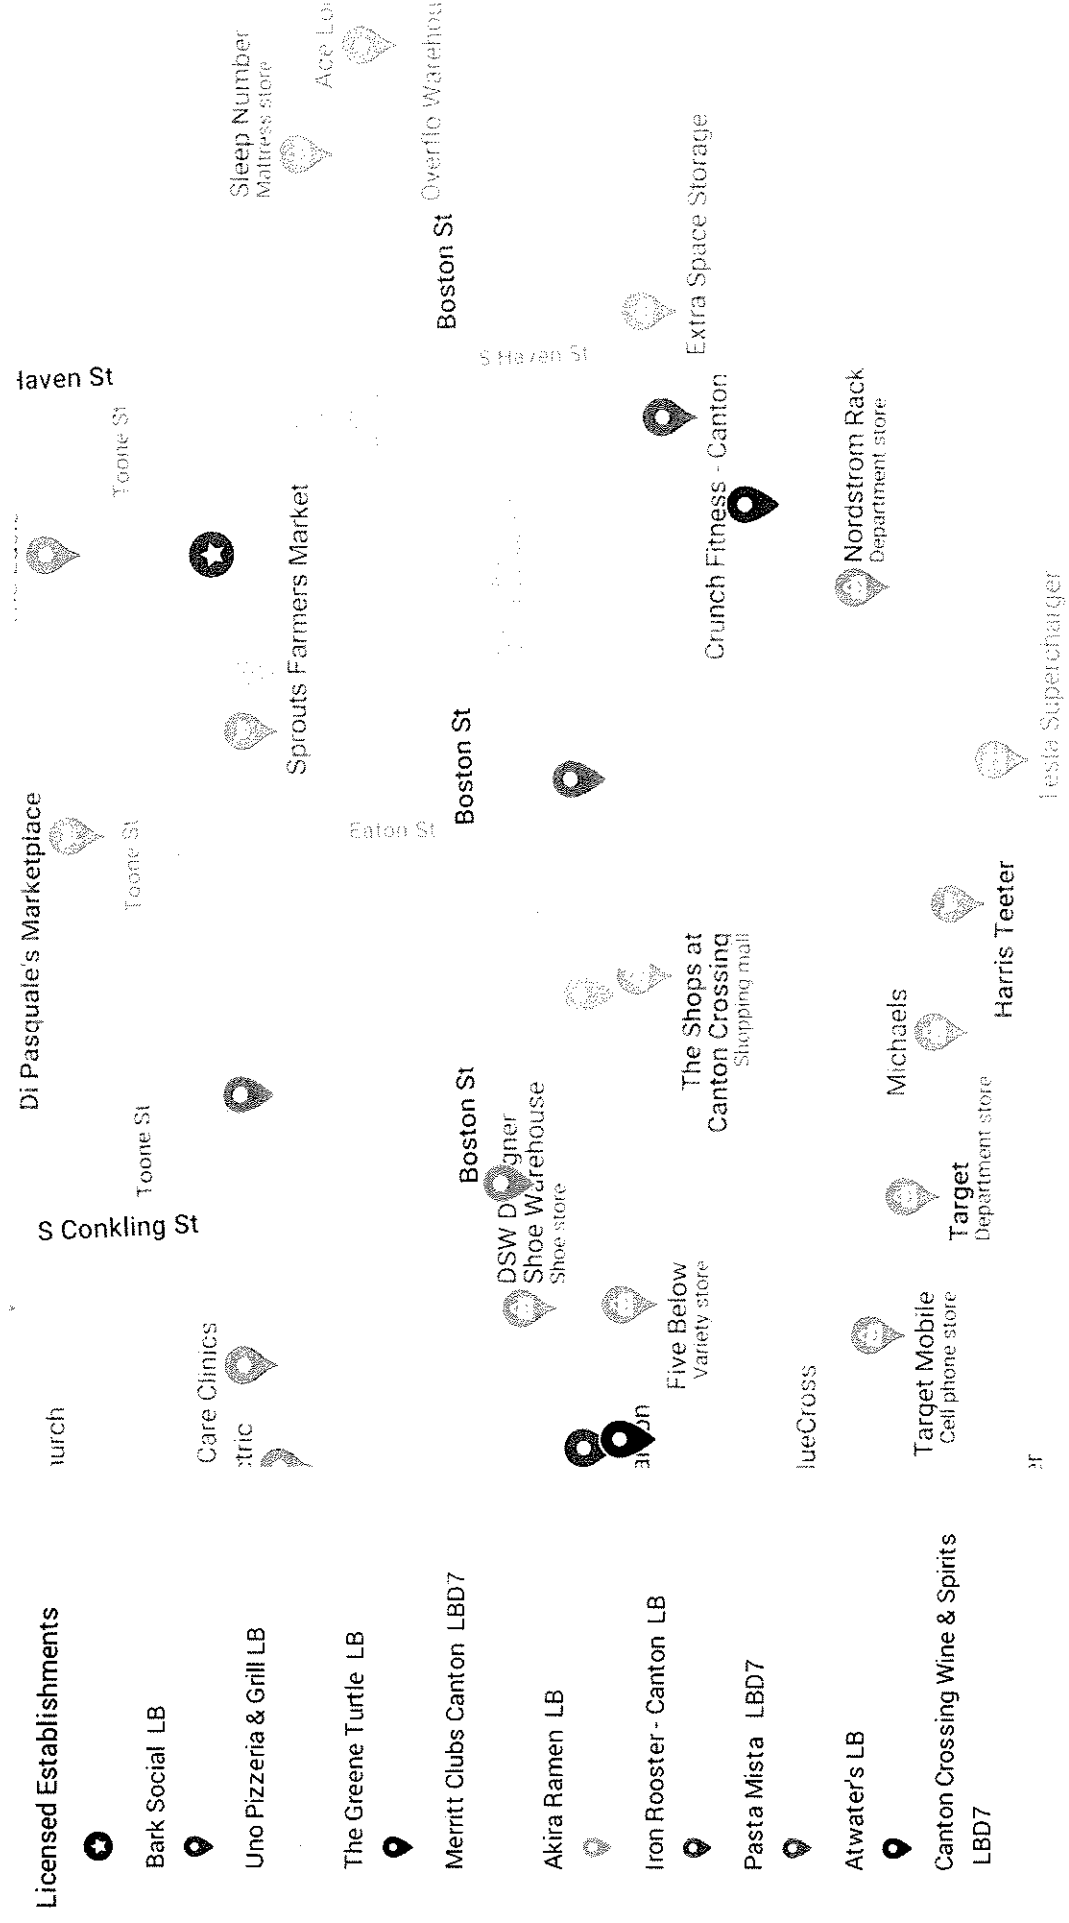 Licensed Establishments
Bark Social LB
Uno Pizzeria & Grill LB
The Greene Turtle LB
Merritt Clubs Canton LBD7
Akira Ramen LB
Iron Rooster - Canton LB
Pasta Mista LBD7
Atwater's LB
Canton Crossing Wine & Spirits
LBD7
Di Pasquale's Marketplace
Haven St
Toone St
Toone St
Toone St
S Conkling St
Care Clinics
Sprouts Farmers Market
Sleep Number
Mattress store
Ace
Overflo
Eaton St
Boston St
Boston St
Boston St
S Haven St
DSW
Shoe Warehouse
Shoe store
Five Below
Variety store
The Shops at
Canton Crossing
Shopping mall
Extra Space Storage
Crunch Fitness - Canton
Nordstrom Rack
Department store
Michaels
Target Mobile
Cell phone store
Target
Department store
Harris Teeter
Tesla Supercharger